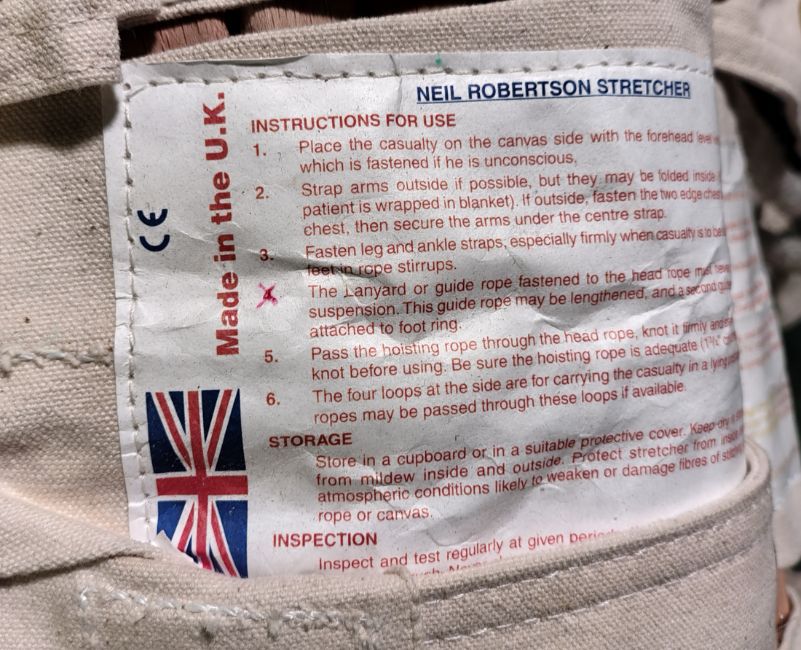 NEIL ROBERTSON STRETCHER
Made in the U.K.
CE
INSTRUCTIONS FOR USE
1. Place the casualty on the canvas side with the forehead level
which is fastened if he is unconscious,
2. Strap arms outside if possible, but they may be folded inside
patient is wrapped in blanket). If outside, fasten the two edge chest
chest, then secure the arms under the centre strap.
3. Fasten leg and ankle straps, especially firmly when casualty is to be
feet in rope stirrups.
The Lanyard or guide rope fastened to the head rope must
suspension. This guide rope may be lengthened, and a second
attached to foot ring.
5. Pass the hoisting rope through the head rope, knot it firmly and
knot before using. Be sure the hoisting rope is adequate
6. The four loops at the side are for carrying the casualty in a lying
ropes may be passed through these loops if available.
STORAGE
Store in a cupboard or in a suitable protective cover. Keep dry
from mildew inside and outside. Protect stretcher from
atmospheric conditions likely to weaken or damage fibres of
rope or canvas.
INSPECTION
Inspect and test regularly at given